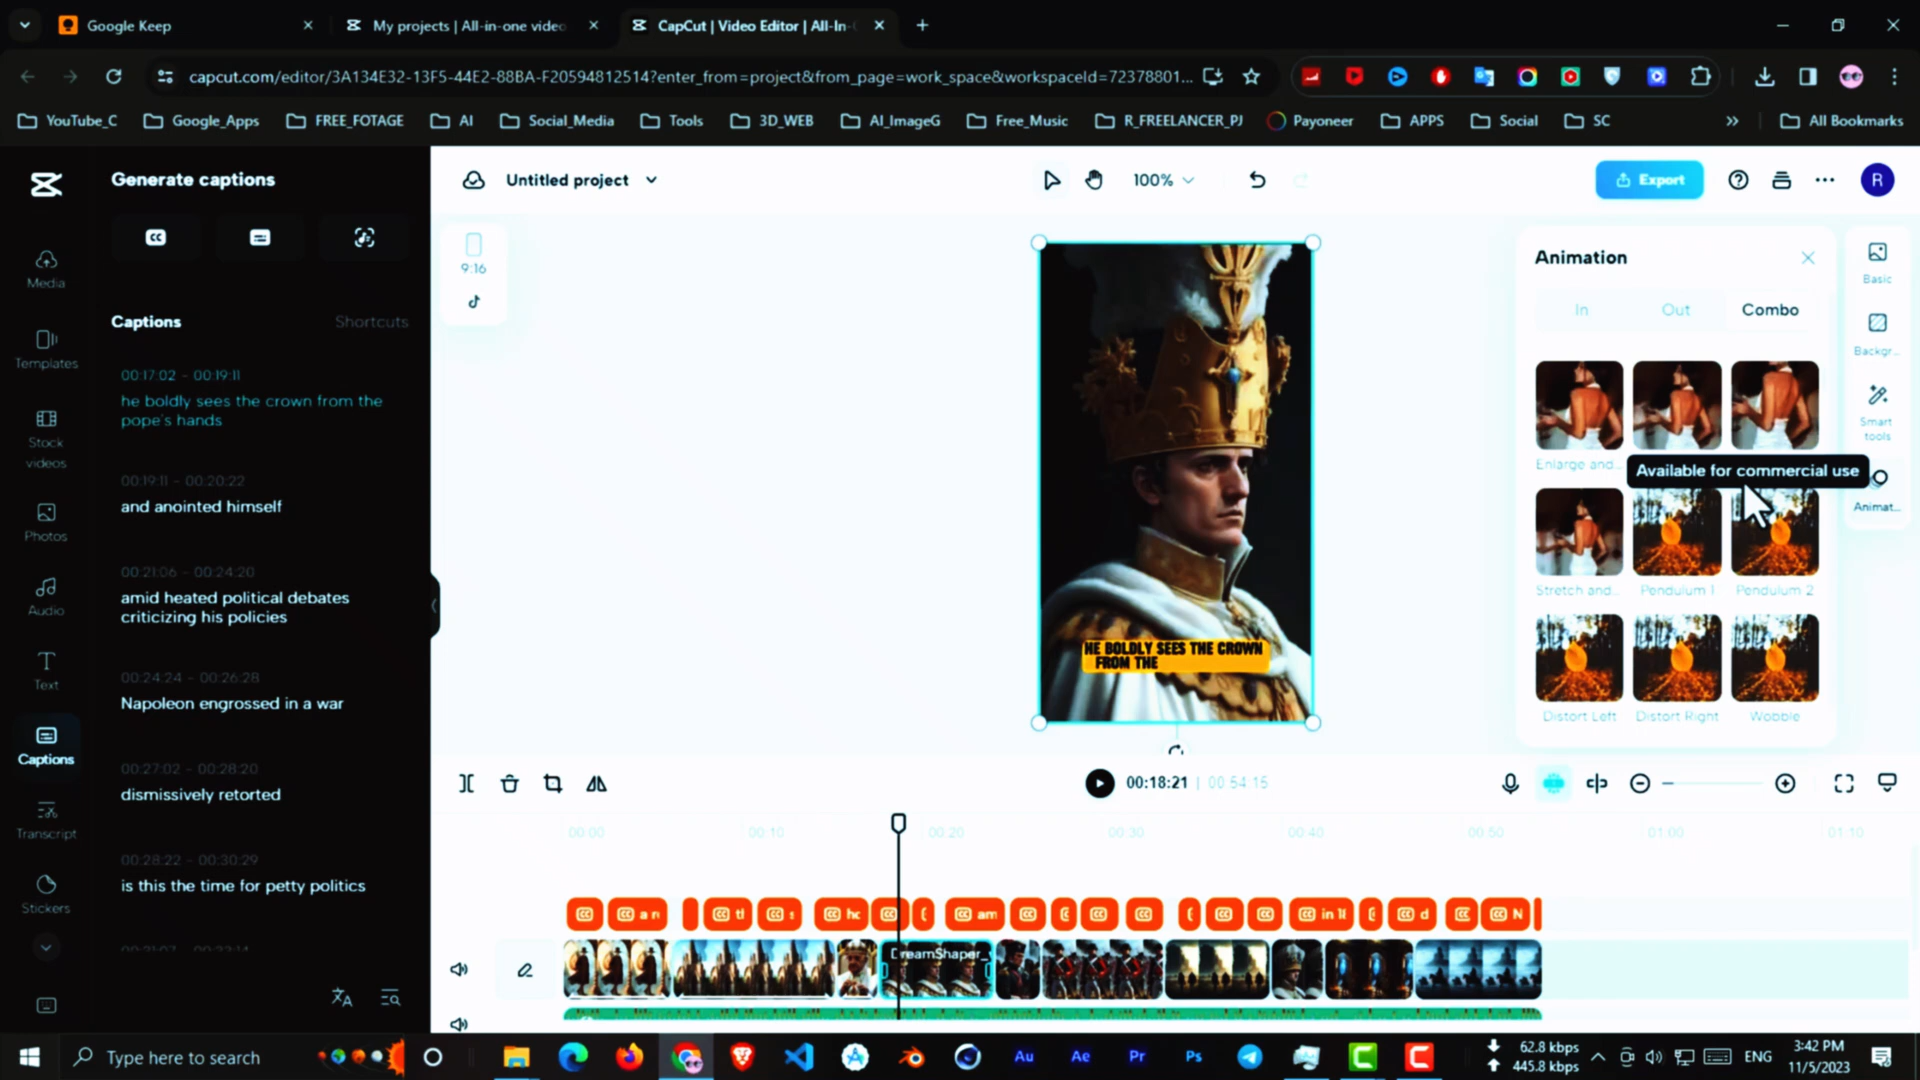 Google Keep
My projects | All-in-one video
CapCut | Video Editor | All-In-
capcut.com/editor/3A134E32-13F5-44E2-88BA-F20594812514?enter_from=project&from_page=work_space&workspaceId=72378801...
YouTube_C
Google_Apps
FREE_FOTAGE
AI
Social_Media
Tools
3D_WEB
AI_ImageG
Free_Music
R_FREELANCER_PJ
Payoneer
APPS
Social
SC
All Bookmarks
Generate captions
Untitled project
100%
Export
R
Media
Templates
Stock
videos
Photos
Audio
Text
Captions
Transcript
Stickers
Captions
Shortcuts
00:17:02 – 00:19:11
he boldly sees the crown from the
pope's hands
00:19:11 – 00:20:22
and anointed himself
00:21:06 – 00:24:20
amid heated political debates
criticizing his policies
00:24:24 – 00:26:28
Napoleon engrossed in a war
00:27:02 – 00:28:20
dismissively retorted
00:28:22 – 00:30:29
is this the time for petty politics
9:16
HE BOLDLY SEES THE CROWN
FROM THE
Animation
In
Out
Combo
Enlarge and...
Available for commercial use
Stretch and...
Pendulum 1
Pendulum 2
Distort Left
Distort Right
Wobble
Basic
Backgr...
Smart
tools
Animat...
00:18:21 | 00:54:15
00:00
00:10
00:20
00:30
00:40
00:50
01:00
01:10
am
in
d
N
DreamShaper_
Type here to search
Au
Ae
Pr
Ps
62.8 kbps
445.8 kbps
ENG
3:42 PM
11/5/2023